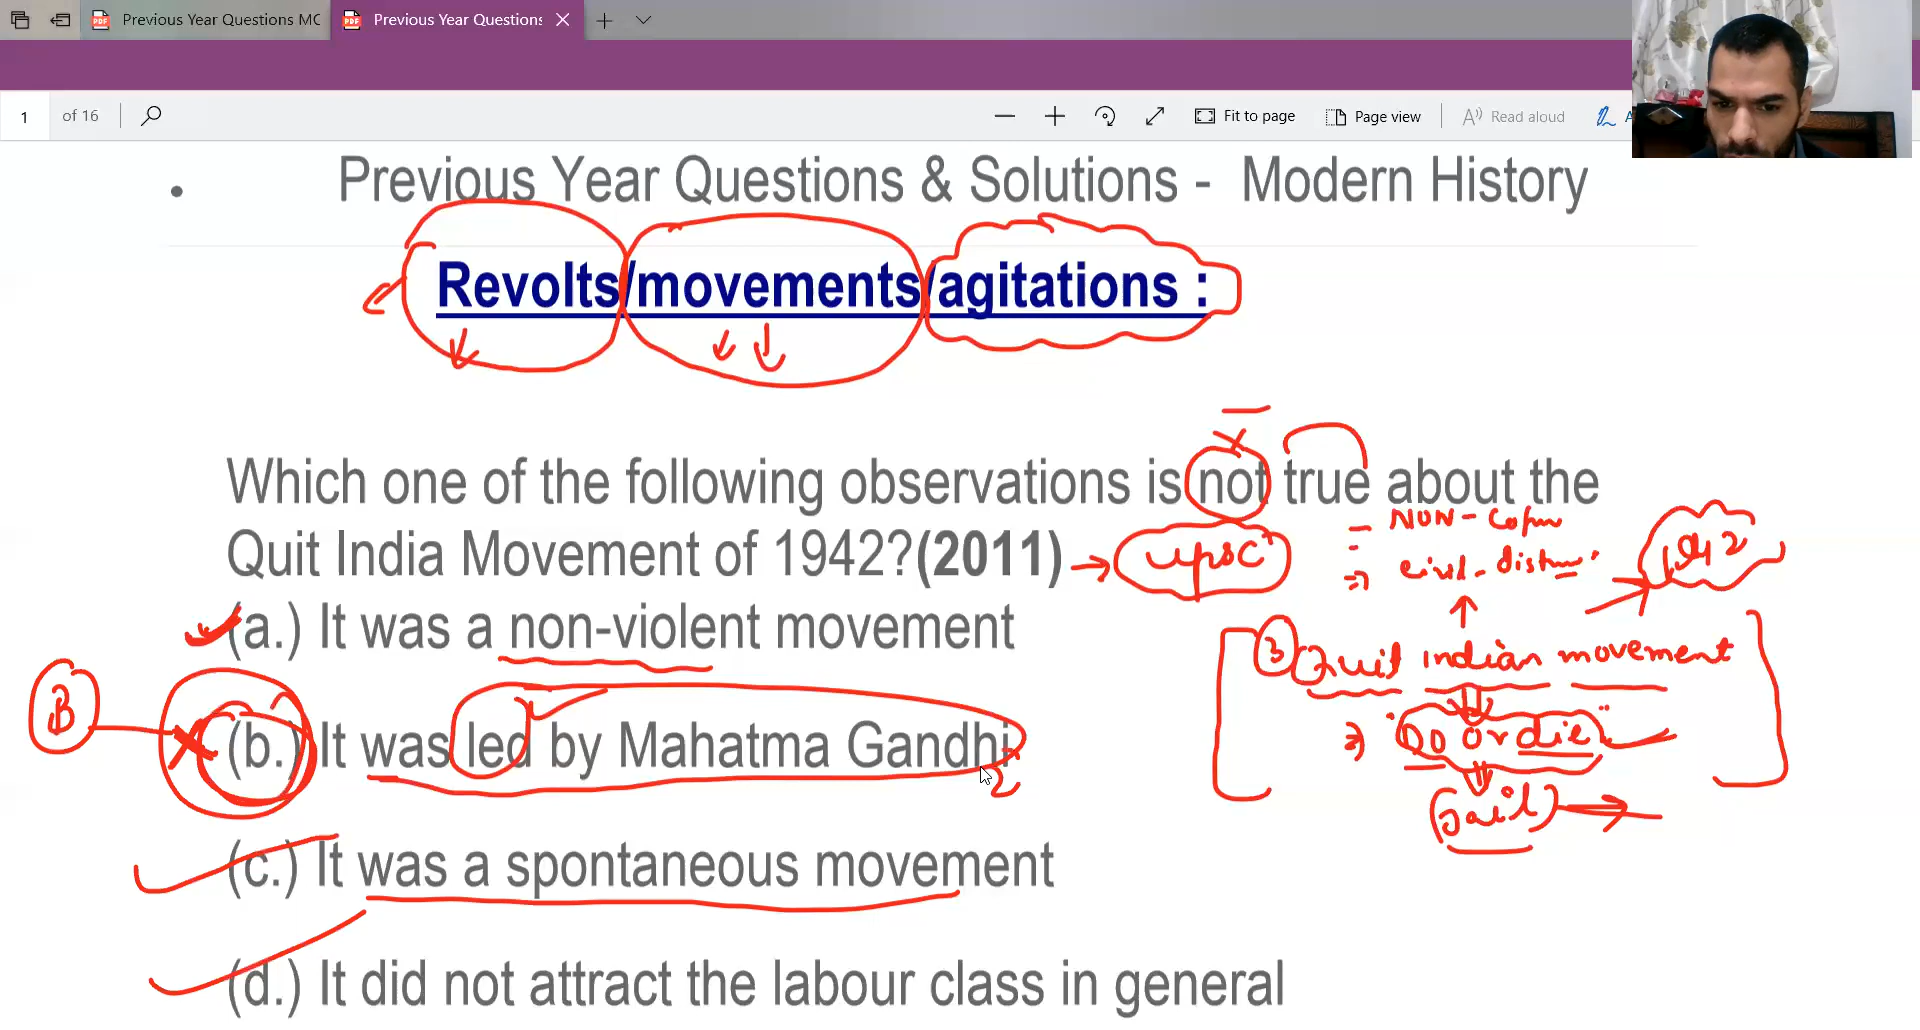 Previous Year Questions MC
Previous Year Questions
1 of 16
Fit to page
Page view
Read aloud
• Previous Year Questions & Solutions - Modern History
Revolts/movements/agitations :
Which one of the following observations is not true about the
Quit India Movement of 1942?(2011)
upsc
NON -
civil -
1942
(a.) It was a non-violent movement
3 Quit indian movement
B
(b.) It was led by Mahatma Gandhi
"Do or die"
(Jail)
(c.) It was a spontaneous movement
(d.) It did not attract the labour class in general